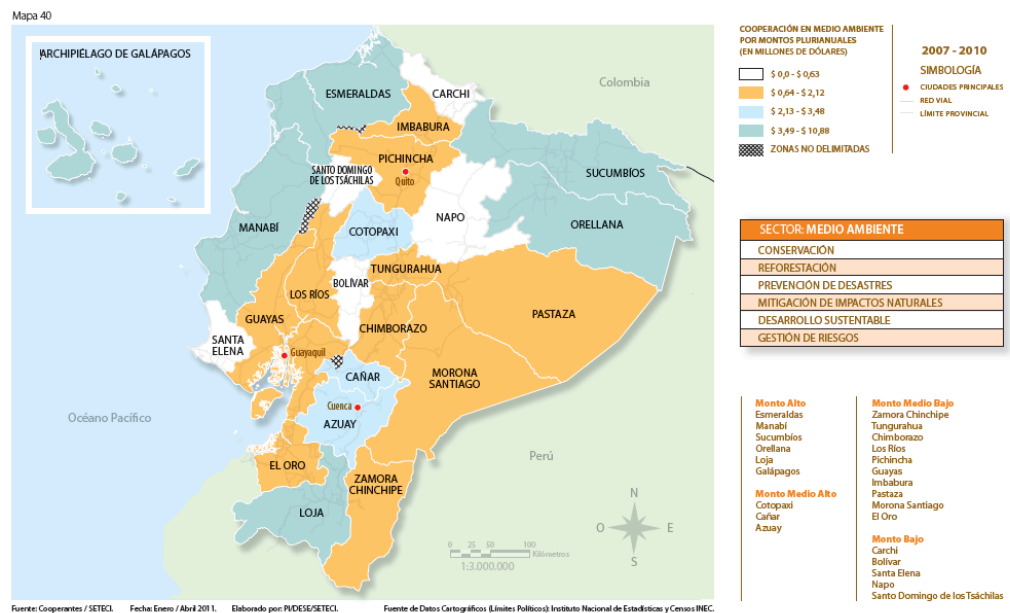 Mapa 40
ARCHIPIÉLAGO DE GALÁPAGOS
Colombia
ESMERALDAS
CARCHI
IMBABURA
PICHINCHA
SANTO DOMINGO
DE LOS TSÁCHILAS
Quito
SUCUMBÍOS
NAPO
ORELLANA
MANABÍ
COTOPAXI
TUNGURAHUA
BOLÍVAR
LOS RÍOS
PASTAZA
GUAYAS
CHIMBORAZO
SANTA
ELENA
Guayaquil
CAÑAR
MORONA
SANTIAGO
Cuenca
AZUAY
Océano Pacífico
Perú
EL ORO
ZAMORA
CHINCHIPE
LOJA
N
O
E
S
0 25 50 100
Kilómetros
1:3.000.000
COOPERACIÓN EN MEDIO AMBIENTE
POR MONTOS PLURIANUALES
(EN MILLONES DE DÓLARES)
$ 0,0 - $ 0,63
$ 0,64 - $ 2,12
$ 2,13 - $ 3,48
$ 3,49 - $ 10,88
ZONAS NO DELIMITADAS
2007 - 2010
SIMBOLOGÍA
CIUDADES PRINCIPALES
RED VIAL
LÍMITE PROVINCIAL
SECTOR: MEDIO AMBIENTE
CONSERVACIÓN
REFORESTACIÓN
PREVENCIÓN DE DESASTRES
MITIGACIÓN DE IMPACTOS NATURALES
DESARROLLO SUSTENTABLE
GESTIÓN DE RIESGOS
Monto Alto
Esmeraldas
Manabí
Sucumbíos
Orellana
Loja
Galápagos
Monto Medio Alto
Cotopaxi
Cañar
Azuay
Monto Medio Bajo
Zamora Chinchipe
Tungurahua
Chimborazo
Los Ríos
Pichincha
Guayas
Imbabura
Pastaza
Morona Santiago
El Oro
Monto Bajo
Carchi
Bolívar
Santa Elena
Napo
Santo Domingo de los Tsáchilas
Fuente: Cooperantes / SETECI. Fecha: Enero / Abril 2011. Elaborado por: PI/DESE/SETECI. Fuente de Datos Cartográficos (Límites Políticos): Instituto Nacional de Estadísticas y Censos INEC.